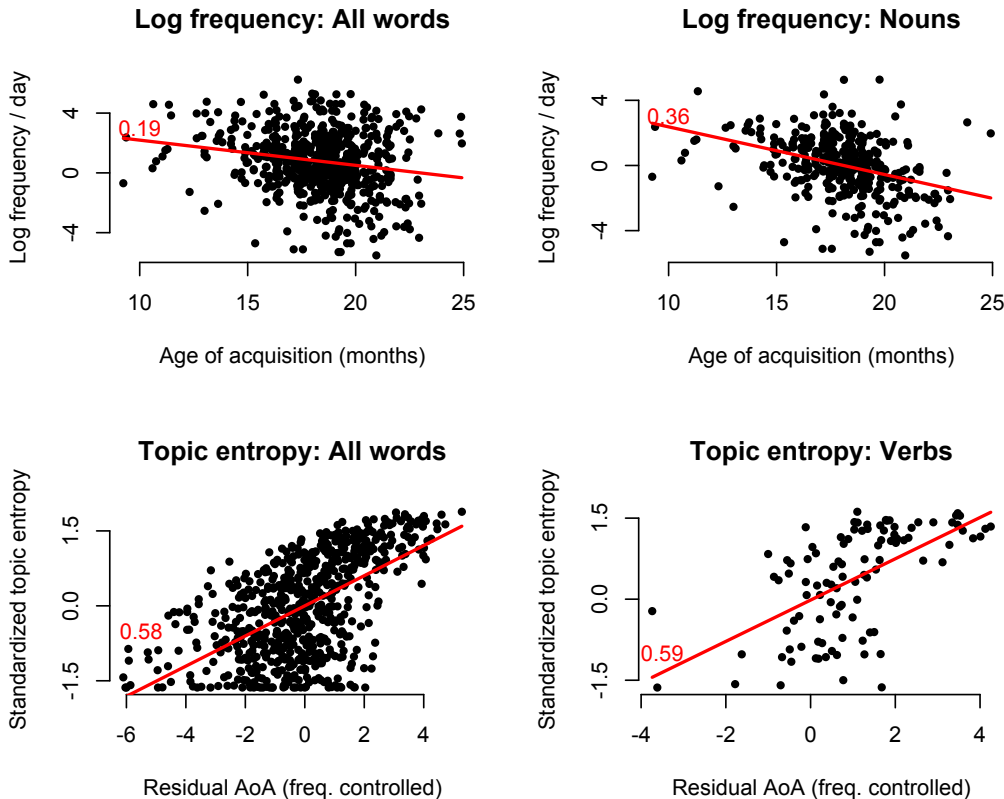 Log frequency: All words
Log frequency / day
4
0
-4
0.19
10 15 20 25
Age of acquisition (months)
Log frequency: Nouns
Log frequency / day
4
0
-4
0.36
10 15 20 25
Age of acquisition (months)
Topic entropy: All words
Standardized topic entropy
1.5
0.0
-1.5
0.58
-6 -4 -2 0 2 4
Residual AoA (freq. controlled)
Topic entropy: Verbs
Standardized topic entropy
1.5
0.0
-1.5
0.59
-4 -2 0 2 4
Residual AoA (freq. controlled)